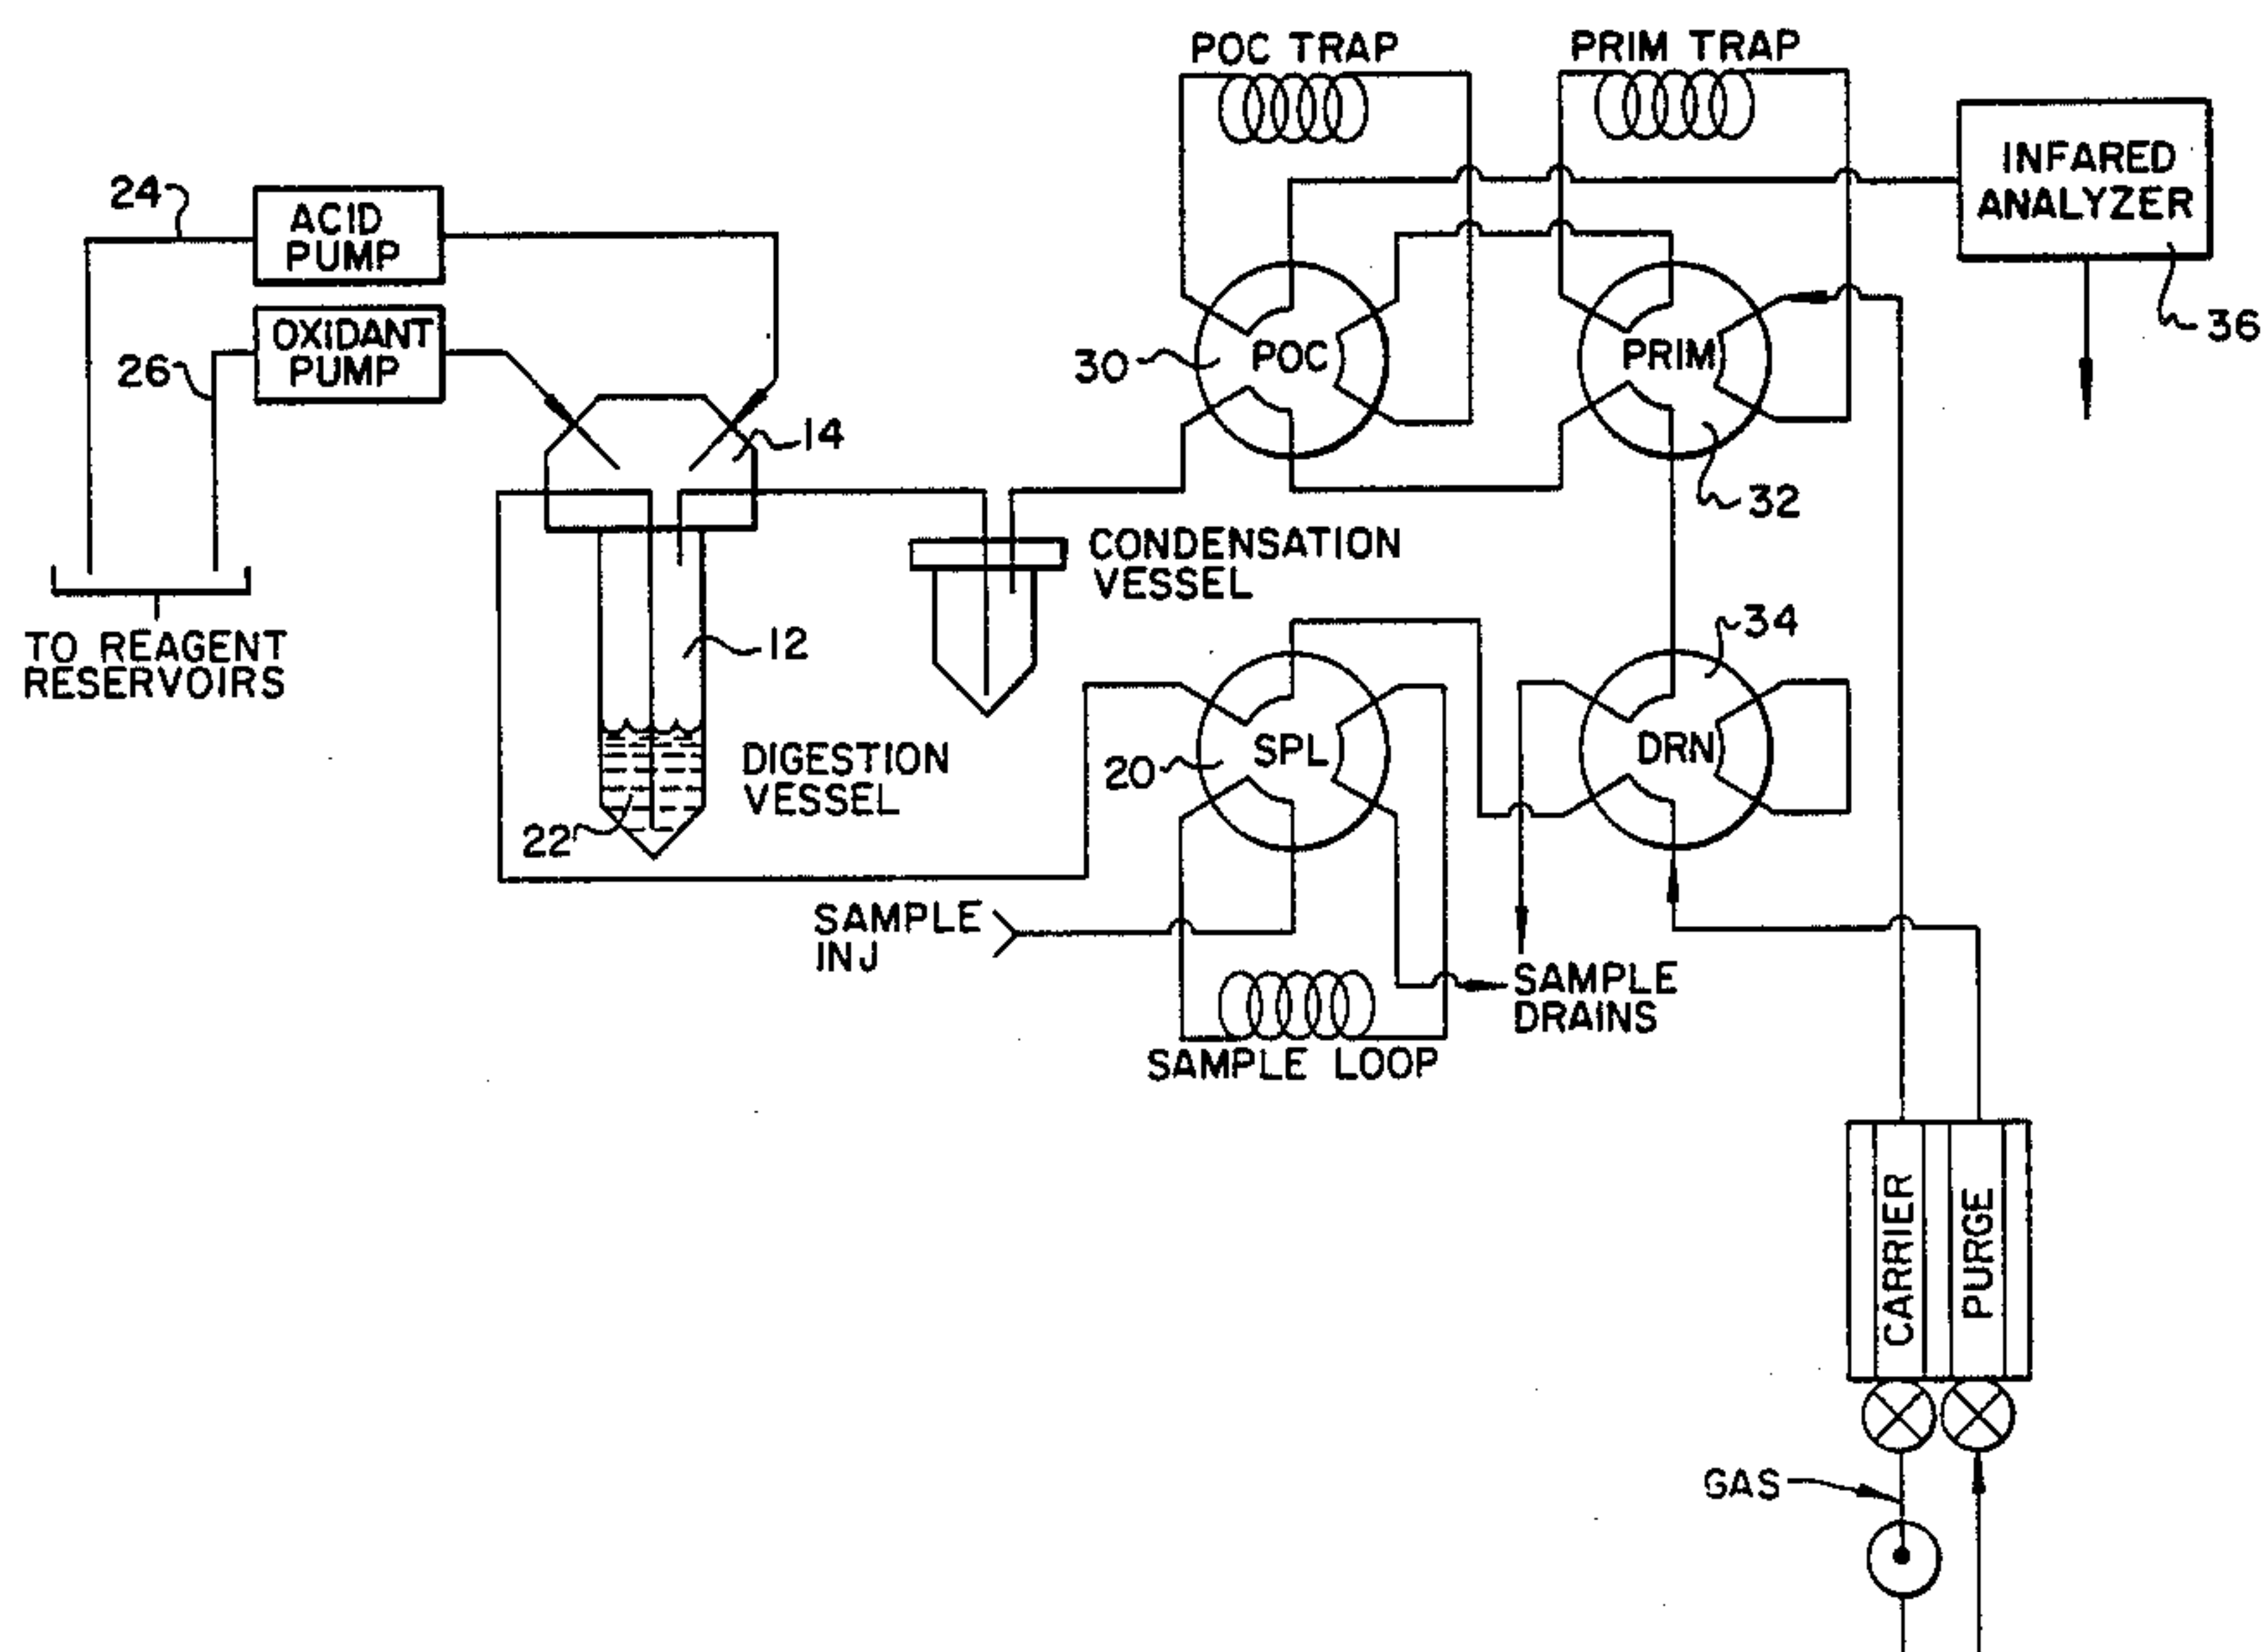 POC TRAP
PRIM TRAP
INFARED
ANALYZER
36
24
ACID
PUMP
OXIDANT
PUMP
26
14
30
POC
PRIM
32
TO REAGENT
RESERVOIRS
12
CONDENSATION
VESSEL
34
DIGESTION
VESSEL
22
20
SPL
DRN
SAMPLE
INJ
SAMPLE
DRAINS
SAMPLE LOOP
CARRIER
PURGE
GAS